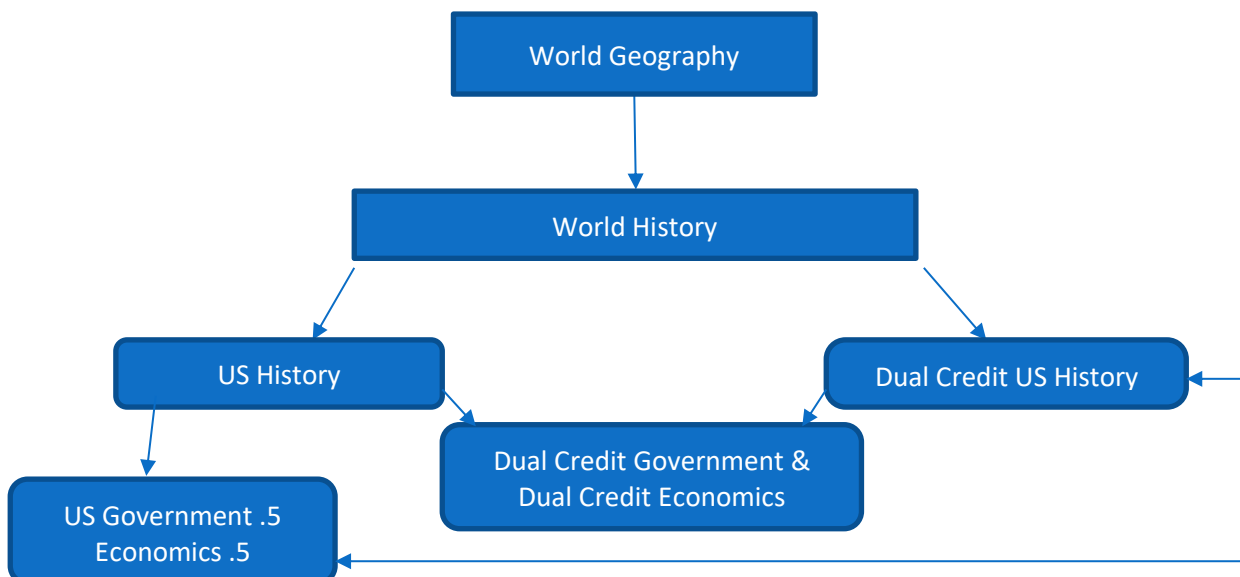 World Geography
World History
US History
Dual Credit US History
Dual Credit Government &
Dual Credit Economics
US Government .5
Economics .5